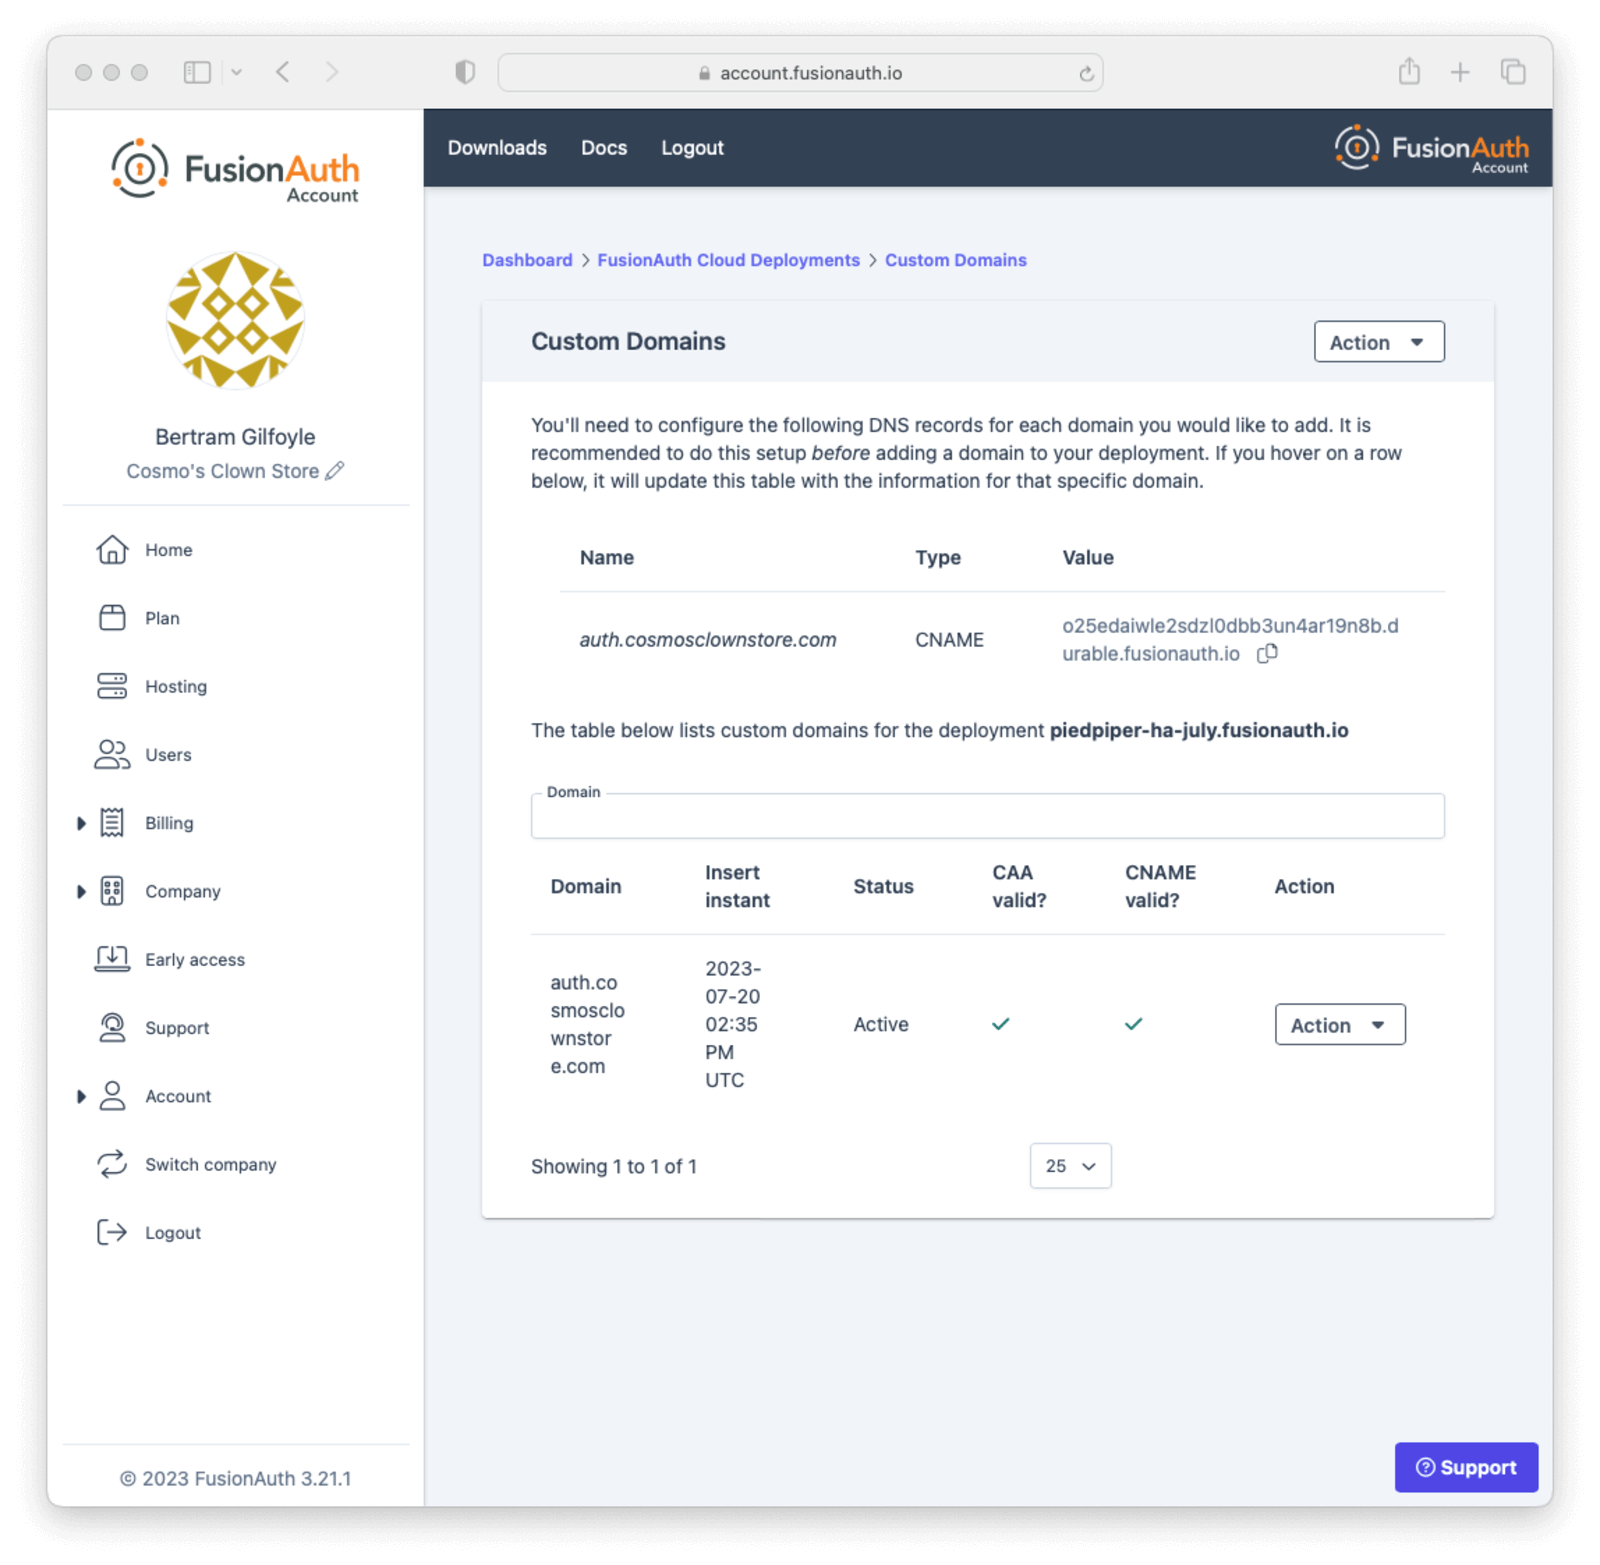 account.fusionauth.io
FusionAuth
Account
Downloads Docs Logout
FusionAuth
Account
Bertram Gilfoyle
Cosmo's Clown Store
Home
Plan
Hosting
Users
Billing
Company
Early access
Support
Account
Switch company
Logout
© 2023 FusionAuth 3.21.1
Dashboard > FusionAuth Cloud Deployments > Custom Domains
Custom Domains
Action
You'll need to configure the following DNS records for each domain you would like to add. It is
recommended to do this setup before adding a domain to your deployment. If you hover on a row
below, it will update this table with the information for that specific domain.
Name Type Value
auth.cosmosclownstore.com CNAME
o25edaiwle2sdzl0dbb3un4ar19n8b.d
urable.fusionauth.io
The table below lists custom domains for the deployment piedpiper-ha-july.fusionauth.io
Domain
Domain
Insert
instant
Status
CAA
valid?
CNAME
valid?
Action
auth.co
smosclo
wnstor
e.com
2023-
07-20
02:35
PM
UTC
Active
Action
Showing 1 to 1 of 1
25
Support